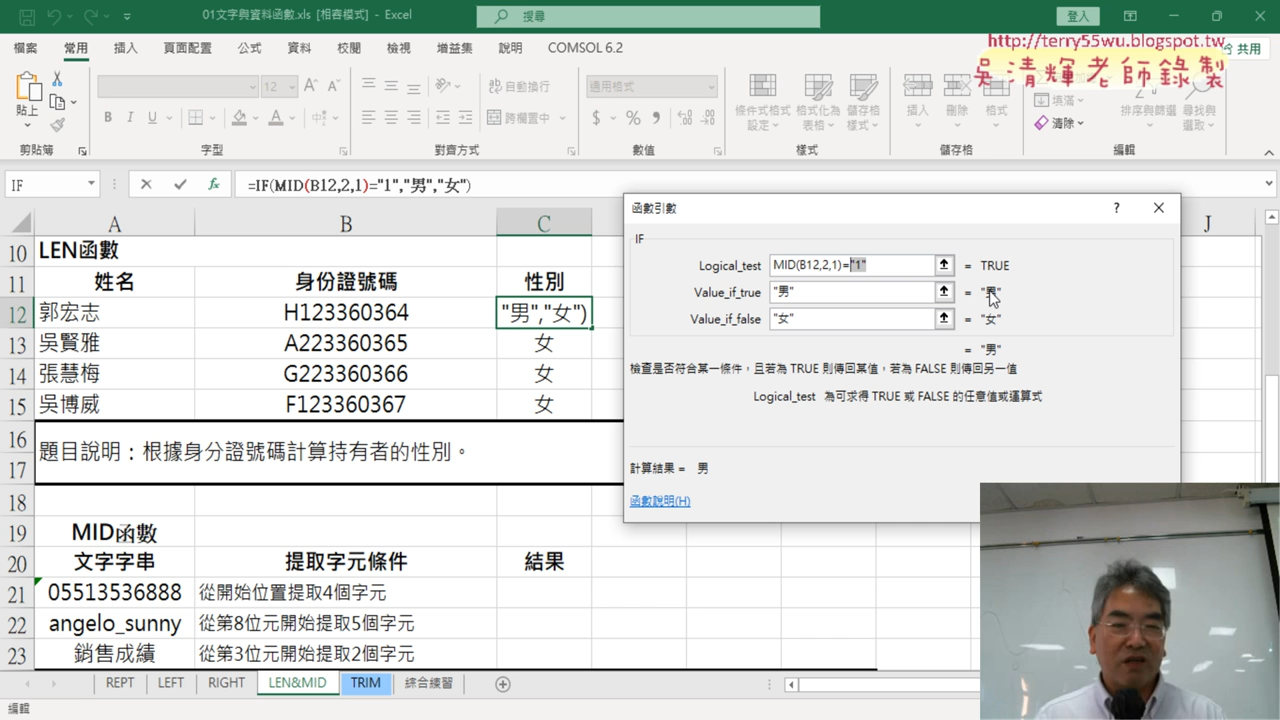 01文字與資料函數.xls [相容模式] - Excel
搜尋
登入
http://terry55wu.blogspot.tw
吳清輝老師錄製
檔案 常用 插入 頁面配置 公式 資料 校閱 檢視 增益集 說明 COMSOL 6.2
共用
貼上
12
自動換行
跨欄置中
通用格式
條件式格式設定
格式化為表格
儲存格樣式
插入 刪除 格式
填滿
清除
排序與篩選
尋找與選取
剪貼簿 字型 對齊方式 數值 樣式 儲存格 編輯
IF
=IF(MID(B12,2,1)="1","男","女")
A B C J
10 LEN函數
11 姓名 身份證號碼 性別
12 郭宏志 H123360364 "男","女")
13 吳賢雅 A223360365 女
14 張慧梅 G223360366 女
15 吳博威 F123360367 女
16
題目說明：根據身分證號碼計算持有者的性別。
17
18
19 MID函數
20 文字字串 提取字元條件 結果
21 05513536888 從開始位置提取4個字元
22 angelo_sunny 從第8位元開始提取5個字元
23 銷售成績 從第3位元開始提取2個字元
函數引數
? 
IF
Logical_test MID(B12,2,1)="1" = TRUE
Value_if_true "男" = "男"
Value_if_false "女" = "女"
= "男"
檢查是否符合某一條件，且若為 TRUE 則傳回某值，若為 FALSE 則傳回另一值
Logical_test 為可求得 TRUE 或 FALSE 的任意值或運算式
計算結果 = 男
函數說明(H)
REPT LEFT RIGHT LEN&MID TRIM 綜合練習
編輯